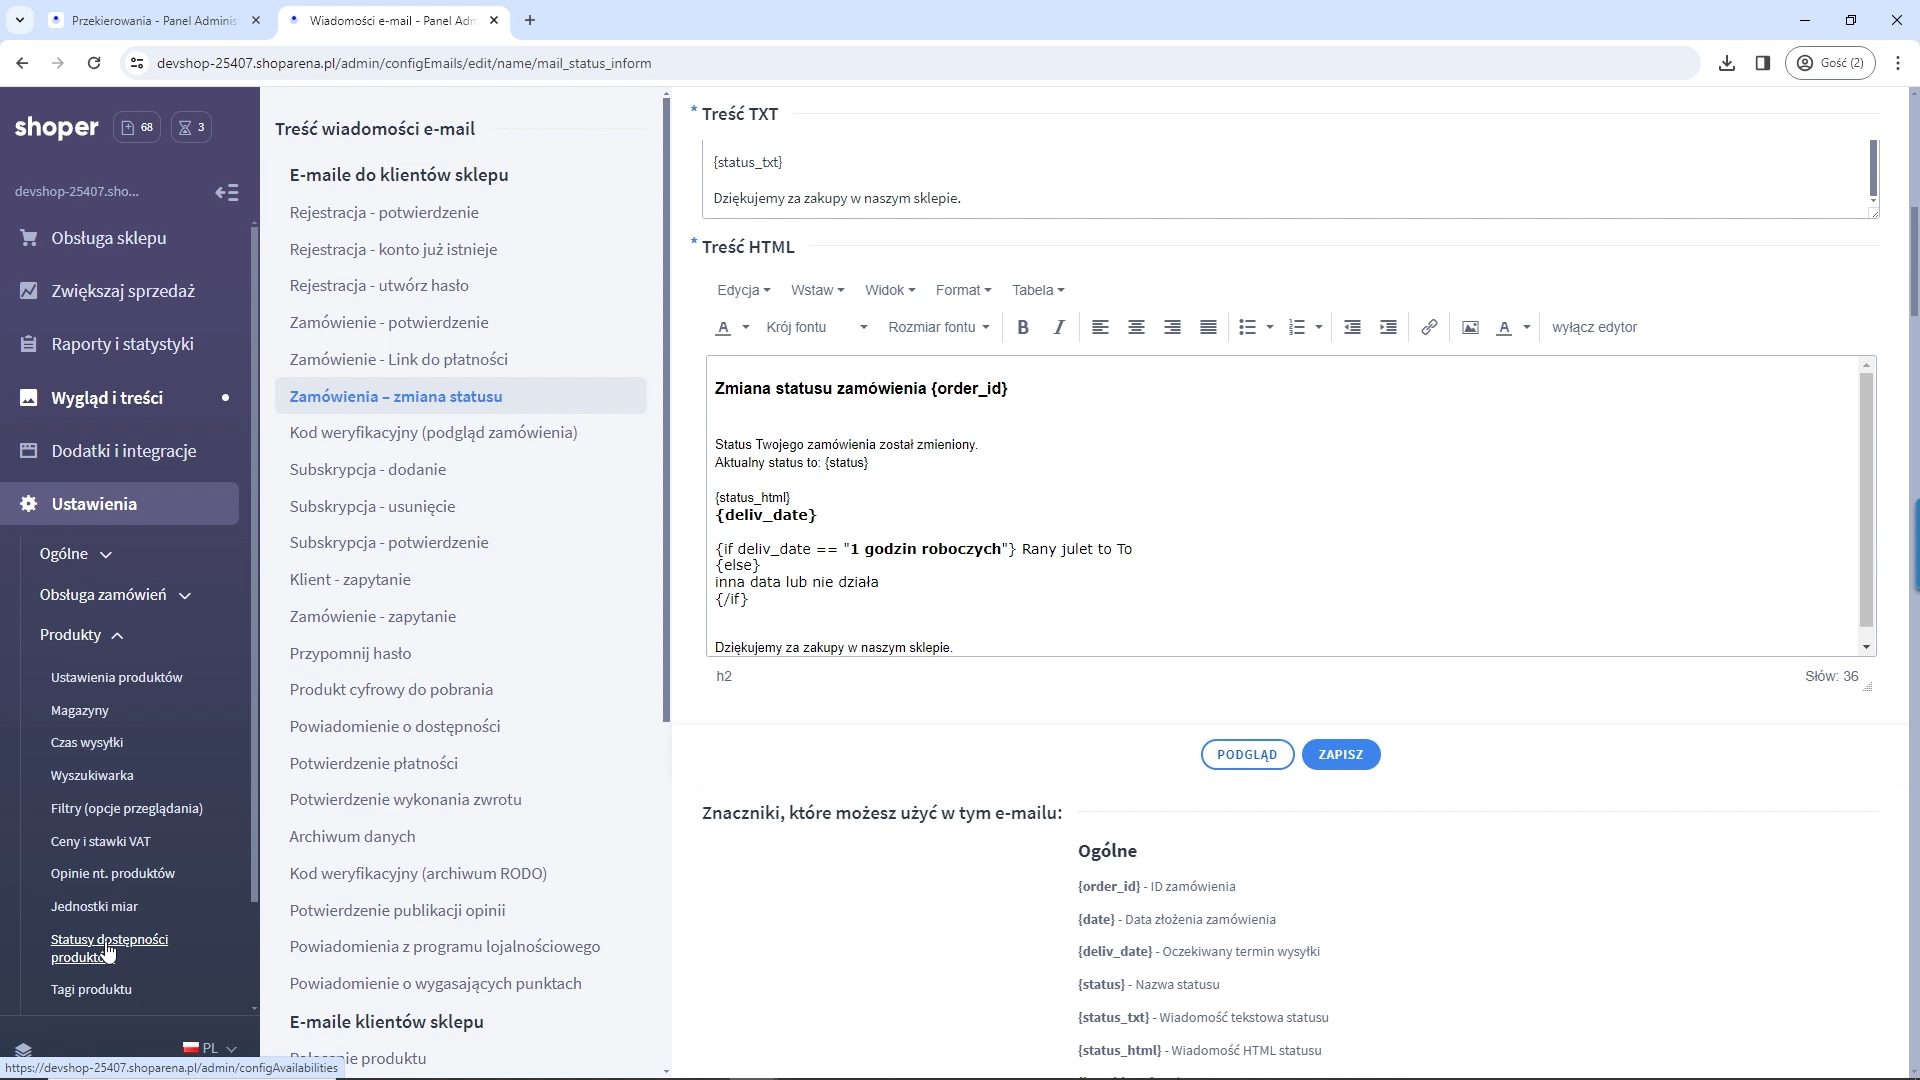 Przekierowania - Panel Adminis
Wiadomości e-mail - Panel Adm
devshop-25407.shoparena.pl/admin/configEmails/edit/name/mail_status_inform
Gość (2)
shoper
68
3
devshop-25407.sho...
Obsługa sklepu
Zwiększaj sprzedaż
Raporty i statystyki
Wygląd i treści
Dodatki i integracje
Ustawienia
Ogólne
Obsługa zamówień
Produkty
Ustawienia produktów
Magazyny
Czas wysyłki
Wyszukiwarka
Filtry (opcje przeglądania)
Ceny i stawki VAT
Opinie nt. produktów
Jednostki miar
Statusy dostępności
Tagi produktu
PL
https://devshop-25407.shoparena.pl/admin/configAvailabilities
Treść wiadomości e-mail
E-maile do klientów sklepu
Rejestracja - potwierdzenie
Rejestracja - konto już istnieje
Rejestracja - utwórz hasło
Zamówienie - potwierdzenie
Zamówienie - Link do płatności
Zamówienia – zmiana statusu
Kod weryfikacyjny (podgląd zamówienia)
Subskrypcja - dodanie
Subskrypcja - usunięcie
Subskrypcja - potwierdzenie
Klient - zapytanie
Zamówienie - zapytanie
Przypomnij hasło
Produkt cyfrowy do pobrania
Powiadomienie o dostępności
Potwierdzenie płatności
Potwierdzenie wykonania zwrotu
Archiwum danych
Kod weryfikacyjny (archiwum RODO)
Potwierdzenie publikacji opinii
Powiadomienia z programu lojalnościowego
Powiadomienie o wygasających punktach
E-maile klientów sklepu
produktu
* Treść TXT
{status_txt}
Dziękujemy za zakupy w naszym sklepie.
* Treść HTML
Edycja Wstaw Widok Format Tabela
A Krój fontu Rozmiar fontu B I A wyłącz edytor
Zmiana statusu zamówienia {order_id}
Status Twojego zamówienia został zmieniony.
Aktualny status to: {status}
{status_html}
{deliv_date}
{if deliv_date == "1 godzin roboczych"} Rany julet to To
{else}
inna data lub nie działa
{/if}
Dziękujemy za zakupy w naszym sklepie.
h2
Słów: 36
PODGLĄD
ZAPISZ
Znaczniki, które możesz użyć w tym e-mailu:
Ogólne
{order_id} - ID zamówienia
{date} - Data złożenia zamówienia
{deliv_date} - Oczekiwany termin wysyłki
{status} - Nazwa statusu
{status_txt} - Wiadomość tekstowa statusu
{status_html} - Wiadomość HTML statusu